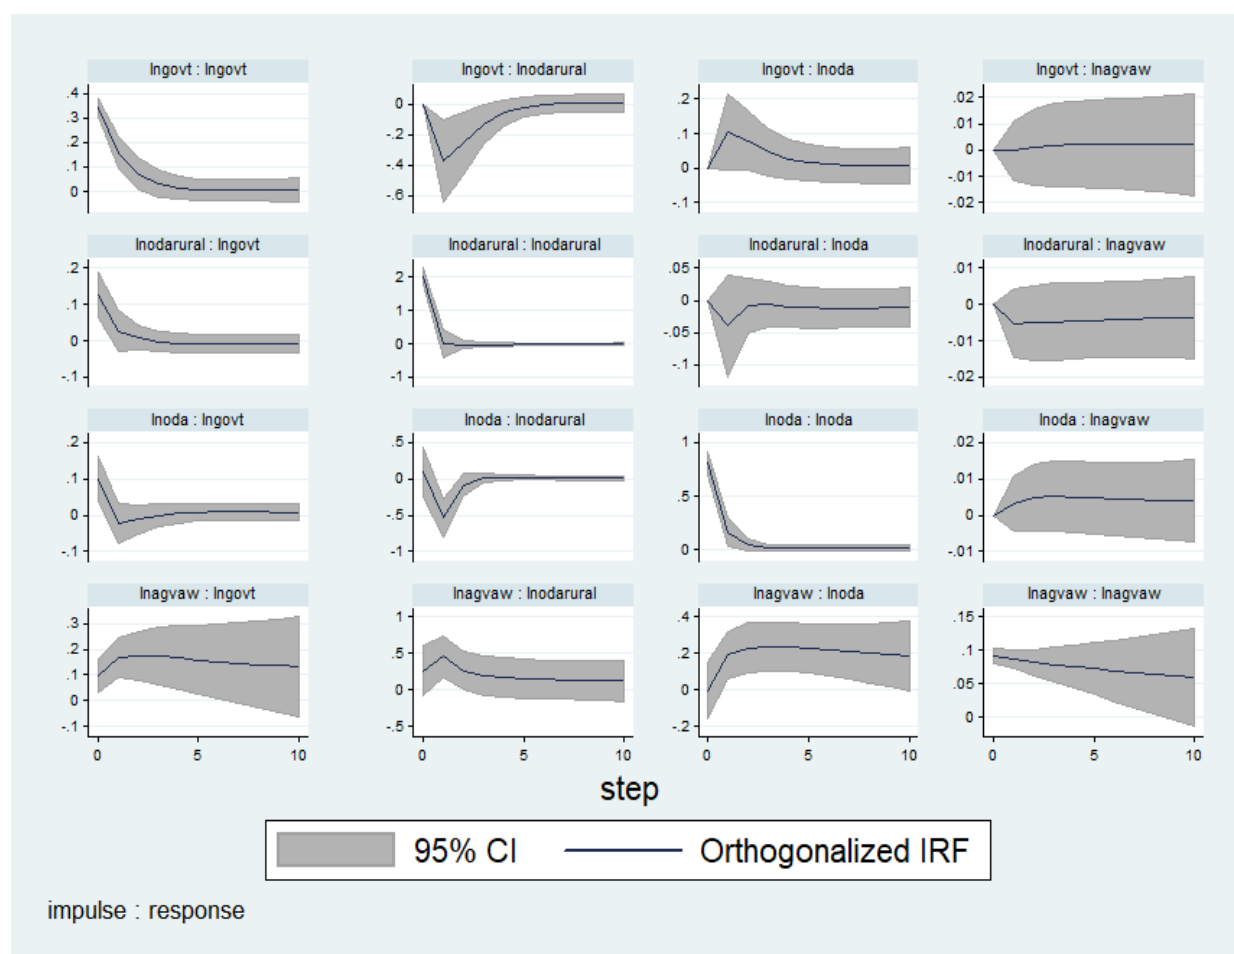 lngovt : lngovt
.4
.3
.2
.1
0
lngovt : lnodarural
0
-.2
-.4
-.6
lngovt : lnoda
.2
.1
0
-.1
lngovt : lnagvaw
.02
.01
0
-.01
-.02
lnodarural : lngovt
.2
.1
0
-.1
lnodarural : lnodarural
2
1
0
-1
lnodarural : lnoda
.05
0
-.05
-.1
lnodarural : lnagvaw
.01
0
-.01
-.02
lnoda : lngovt
.2
.1
0
-.1
lnoda : lnodarural
.5
0
-.5
-1
lnoda : lnoda
1
.5
0
lnoda : lnagvaw
.02
.01
0
-.01
lnagvaw : lngovt
.3
.2
.1
0
-.1
0 5 10
lnagvaw : lnodarural
1
.5
0
-.5
0 5 10
lnagvaw : lnoda
.4
.2
0
-.2
0 5 10
lnagvaw : lnagvaw
.15
.1
.05
0
0 5 10
step
95% CI Orthogonalized IRF
impulse : response